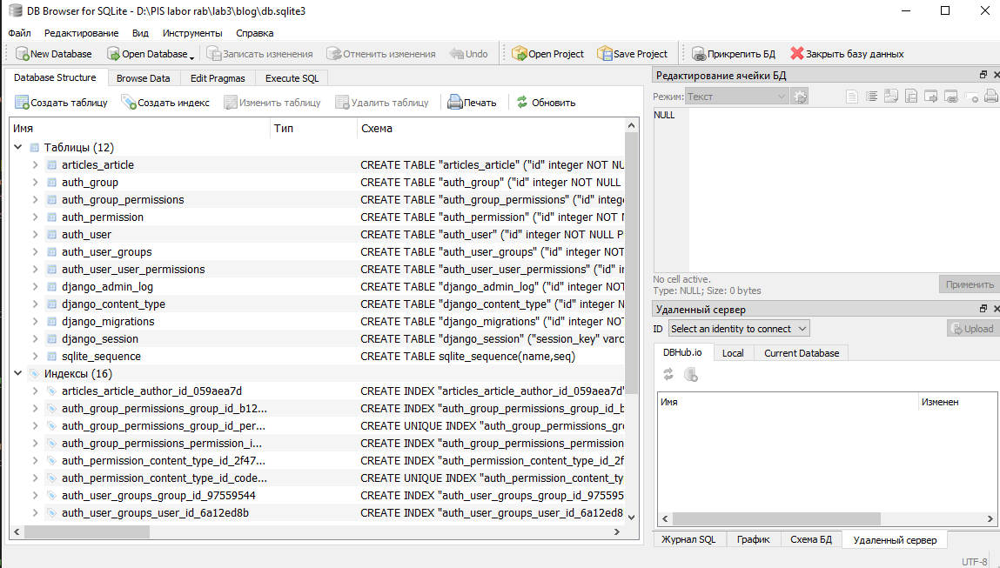 DB Browser for SQLite - D:\PIS labor rab\lab3\blog\db.sqlite3
Файл Редактирование Вид Инструменты Справка
New Database Open Database Записать изменения Отменить изменения Undo Open Project Save Project Прикрепить БД Закрыть базу данных
Database Structure Browse Data Edit Pragmas Execute SQL
Создать таблицу Создать индекс Изменить таблицу Удалить таблицу Печать Обновить
Имя Тип Схема
Таблицы (12)
articles_article CREATE TABLE "articles_article" ("id" integer NOT NU
auth_group CREATE TABLE "auth_group" ("id" integer NOT NULL
auth_group_permissions CREATE TABLE "auth_group_permissions" ("id" intege
auth_permission CREATE TABLE "auth_permission" ("id" integer NOT N
auth_user CREATE TABLE "auth_user" ("id" integer NOT NULL P
auth_user_groups CREATE TABLE "auth_user_groups" ("id" integer NOT
auth_user_user_permissions CREATE TABLE "auth_user_user_permissions" ("id" in
django_admin_log CREATE TABLE "django_admin_log" ("id" integer NOT
django_content_type CREATE TABLE "django_content_type" ("id" integer N
django_migrations CREATE TABLE "django_migrations" ("id" integer NOT
django_session CREATE TABLE "django_session" ("session_key" varc
sqlite_sequence CREATE TABLE sqlite_sequence(name,seq)
Индексы (16)
articles_article_author_id_059aea7d CREATE INDEX "articles_article_author_id_059aea7d"
auth_group_permissions_group_id_b12... CREATE INDEX "auth_group_permissions_group_id_b
auth_group_permissions_group_id_per... CREATE UNIQUE INDEX "auth_group_permissions_gro
auth_group_permissions_permission_i... CREATE INDEX "auth_group_permissions_permission
auth_permission_content_type_id_2f47... CREATE INDEX "auth_permission_content_type_id_2f
auth_permission_content_type_id_code... CREATE UNIQUE INDEX "auth_permission_content_ty
auth_user_groups_group_id_97559544 CREATE INDEX "auth_user_groups_group_id_975595
auth_user_groups_user_id_6a12ed8b CREATE INDEX "auth_user_groups_user_id_6a12ed8
Редактирование ячейки БД
Режим: Текст
NULL
No cell active.
Type: NULL; Size: 0 bytes
Применить
Удаленный сервер
ID Select an identity to connect Upload
DBHub.io Local Current Database
Имя Изменен
Журнал SQL График Схема БД Удаленный сервер
UTF-8